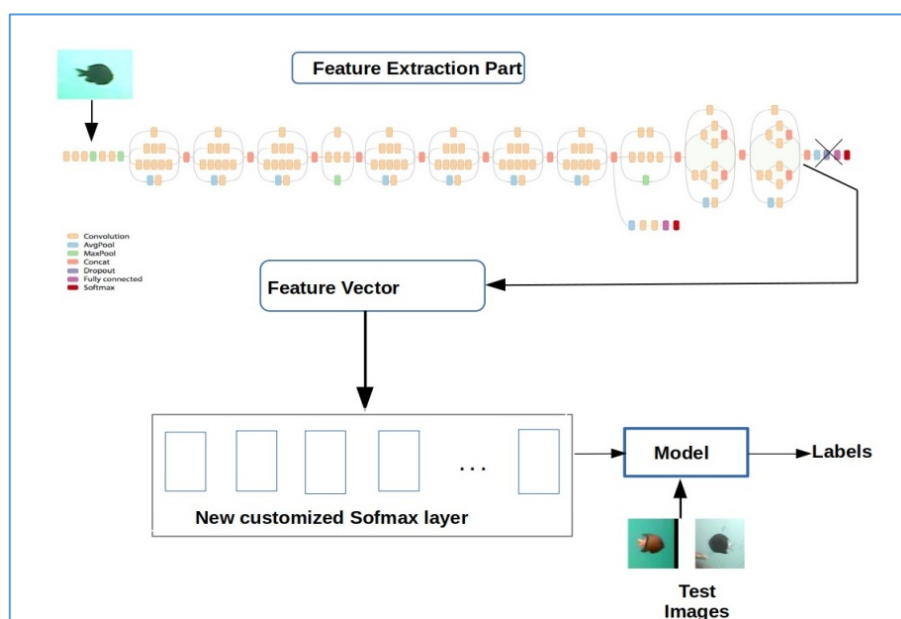 Feature Extraction Part
Convolution
AvgPool
MaxPool
Concat
Dropout
Fully connected
Softmax
Feature Vector
...
New customized Sofmax layer
Model
Labels
Test
Images